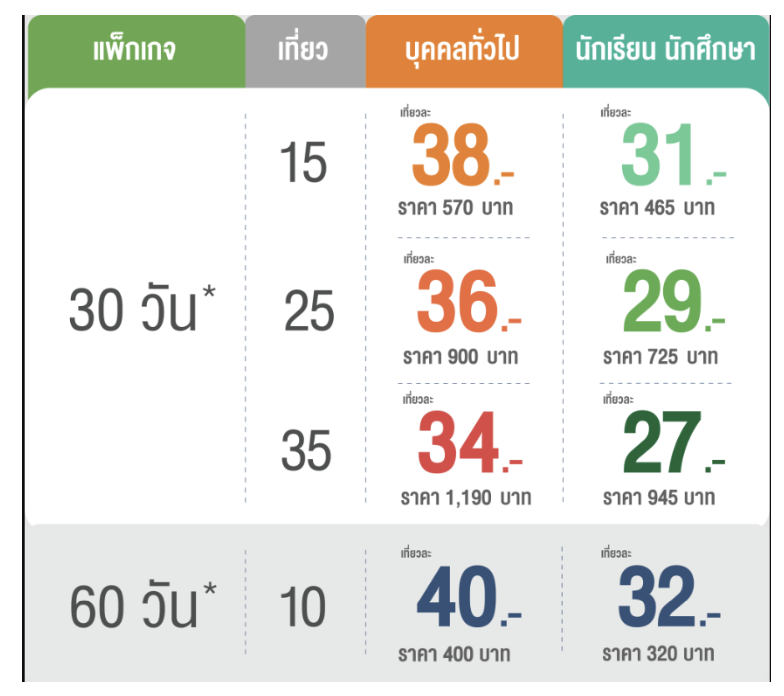 แพ็กเกจ เที่ยว บุคคลทั่วไป นักเรียน นักศึกษา
เที่ยวละ เที่ยวละ
15 38.- 31.-
ราคา 570 บาท ราคา 465 บาท
เที่ยวละ เที่ยวละ
30 วัน* 25 36.- 29.-
ราคา 900 บาท ราคา 725 บาท
เที่ยวละ เที่ยวละ
35 34.- 27.-
ราคา 1,190 บาท ราคา 945 บาท
เที่ยวละ เที่ยวละ
60 วัน* 10 40.- 32.-
ราคา 400 บาท ราคา 320 บาท